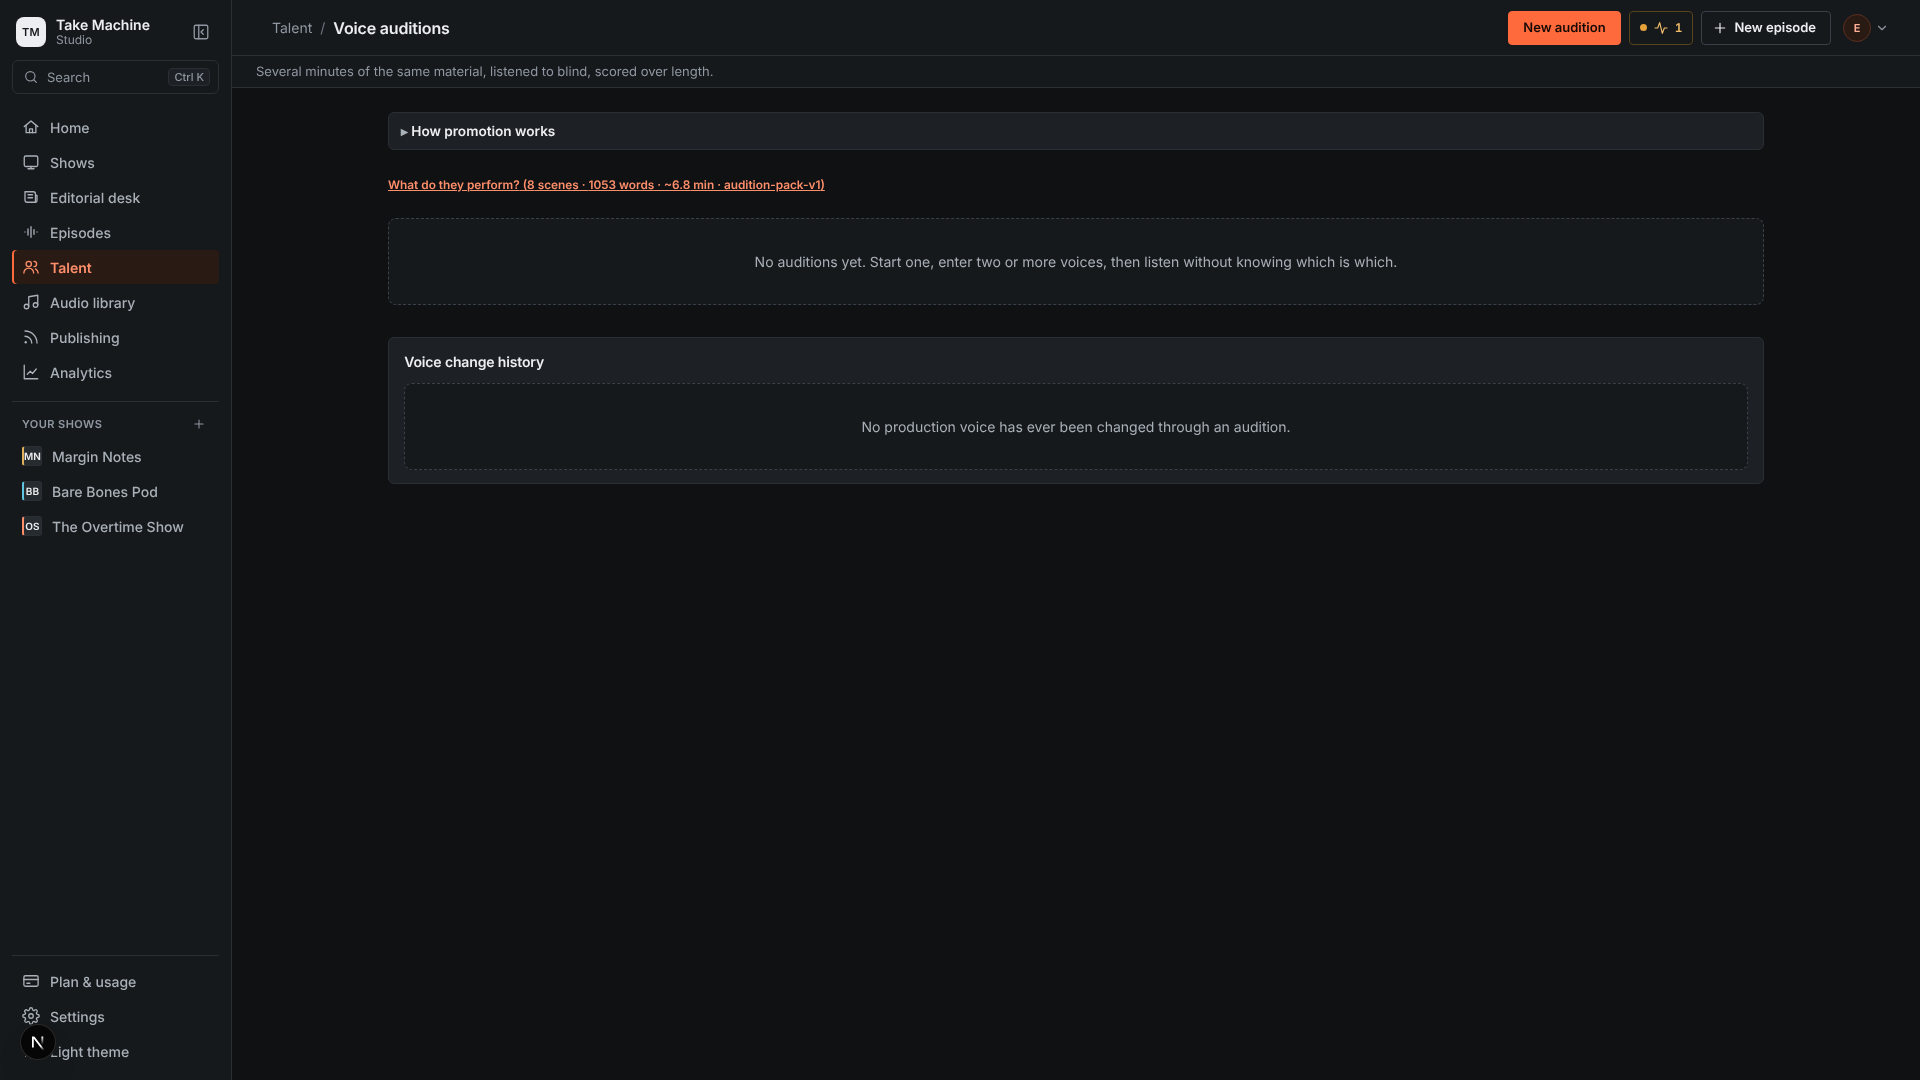 TM
Take Machine
Studio
Search
Ctrl K
Home
Shows
Editorial desk
Episodes
Talent
Audio library
Publishing
Analytics
YOUR SHOWS
MN Margin Notes
BB Bare Bones Pod
OS The Overtime Show
Plan & usage
Settings
N
Light theme
Talent / Voice auditions
New audition
1
New episode
E
Several minutes of the same material, listened to blind, scored over length.
How promotion works
What do they perform? (8 scenes · 1053 words · ~6.8 min · audition-pack-v1)
No auditions yet. Start one, enter two or more voices, then listen without knowing which is which.
Voice change history
No production voice has ever been changed through an audition.